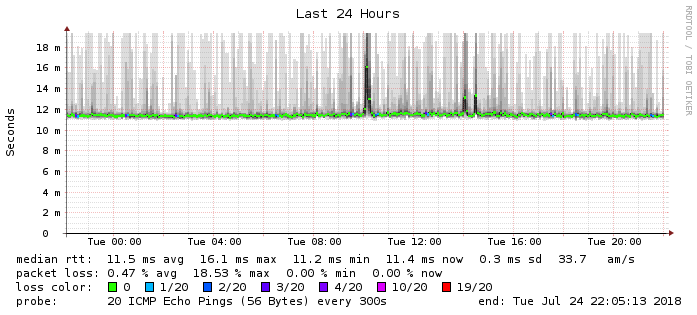 Last 24 Hours
RRDTOOL / TOBI OETIKER
Seconds
18 m
16 m
14 m
12 m
10 m
8 m
6 m
4 m
2 m
0
Tue 00:00 Tue 04:00 Tue 08:00 Tue 12:00 Tue 16:00 Tue 20:00
median rtt: 11.5 ms avg 16.1 ms max 11.2 ms min 11.4 ms now 0.3 ms sd 33.7 am/s
packet loss: 0.47 % avg 18.53 % max 0.00 % min 0.00 % now
loss color: 0 1/20 2/20 3/20 4/20 10/20 19/20
probe: 20 ICMP Echo Pings (56 Bytes) every 300s end: Tue Jul 24 22:05:13 2018